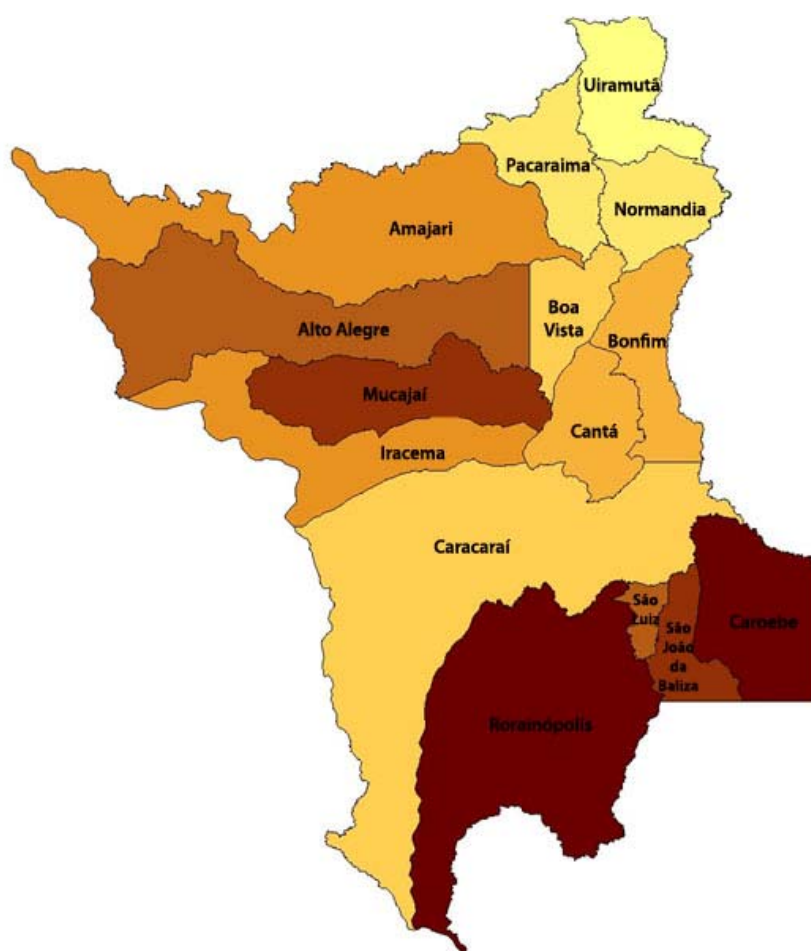 Uiramutã
Pacaraima
Normandia
Amajari
Boa
Vista
Alto Alegre
Bonfim
Mucajaí
Cantá
Iracema
Caracaraí
São
Luiz
São
João
da
Baliza
Caroebe
Rorainópolis